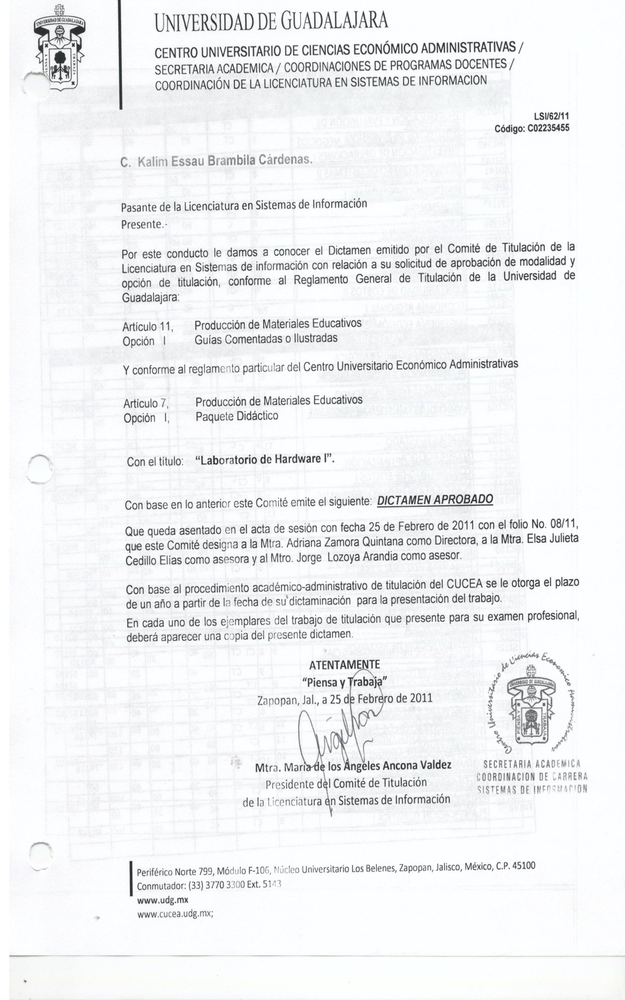 UNIVERSIDAD DE GUADALAJARA
UNIVERSIDAD DE GUADALAJARA
PIENSA Y
TRABAJA
CENTRO UNIVERSITARIO DE CIENCIAS ECONÓMICO ADMINISTRATIVAS /
SECRETARIA ACADEMICA / COORDINACIONES DE PROGRAMAS DOCENTES /
COORDINACIÓN DE LA LICENCIATURA EN SISTEMAS DE INFORMACION
LSI/62/11
Código: C02235455
C. Kalim Essau Brambila Cárdenas.
Pasante de la Licenciatura en Sistemas de Información
Presente.-
Por este conducto le damos a conocer el Dictamen emitido por el Comité de Titulación de la
Licenciatura en Sistemas de información con relación a su solicitud de aprobación de modalidad y
opción de titulación, conforme al Reglamento General de Titulación de la Universidad de
Guadalajara:
Artículo 11, Producción de Materiales Educativos
Opción I Guías Comentadas o Ilustradas
Y conforme al reglamento particular del Centro Universitario Económico Administrativas
Artículo 7, Producción de Materiales Educativos
Opción I, Paquete Didáctico
Con el título: “Laboratorio de Hardware I”.
Con base en lo anterior este Comité emite el siguiente: DICTAMEN APROBADO
Que queda asentado en el acta de sesión con fecha 25 de Febrero de 2011 con el folio No. 08/11,
que este Comité designa a la Mtra. Adriana Zamora Quintana como Directora, a la Mtra. Elsa Julieta
Cedillo Elías como asesora y al Mtro. Jorge Lozoya Arandia como asesor.
Con base al procedimiento académico-administrativo de titulación del CUCEA se le otorga el plazo
de un año a partir de la fecha de su dictaminación para la presentación del trabajo.
En cada uno de los ejemplares del trabajo de titulación que presente para su examen profesional,
deberá aparecer una copia del presente dictamen.
ATENTAMENTE
“Piensa y Trabaja”
Zapopan, Jal., a 25 de Febrero de 2011
Mtra. Maria de los Ángeles Ancona Valdez
Presidente del Comité de Titulación
de la Licenciatura en Sistemas de Información
Centro Universitario de Ciencias Economico Administrativas
UNIVERSIDAD DE GUADALAJARA
PIENSA Y
TRABAJA
SECRETARIA ACADEMICA
COORDINACION DE CARRERA
SISTEMAS DE INFORMACION
Periférico Norte 799, Módulo F-106, Núcleo Universitario Los Belenes, Zapopan, Jalisco, México, C.P. 45100
Conmutador: (33) 3770 3300 Ext. 5143
www.udg.mx
www.cucea.udg.mx;